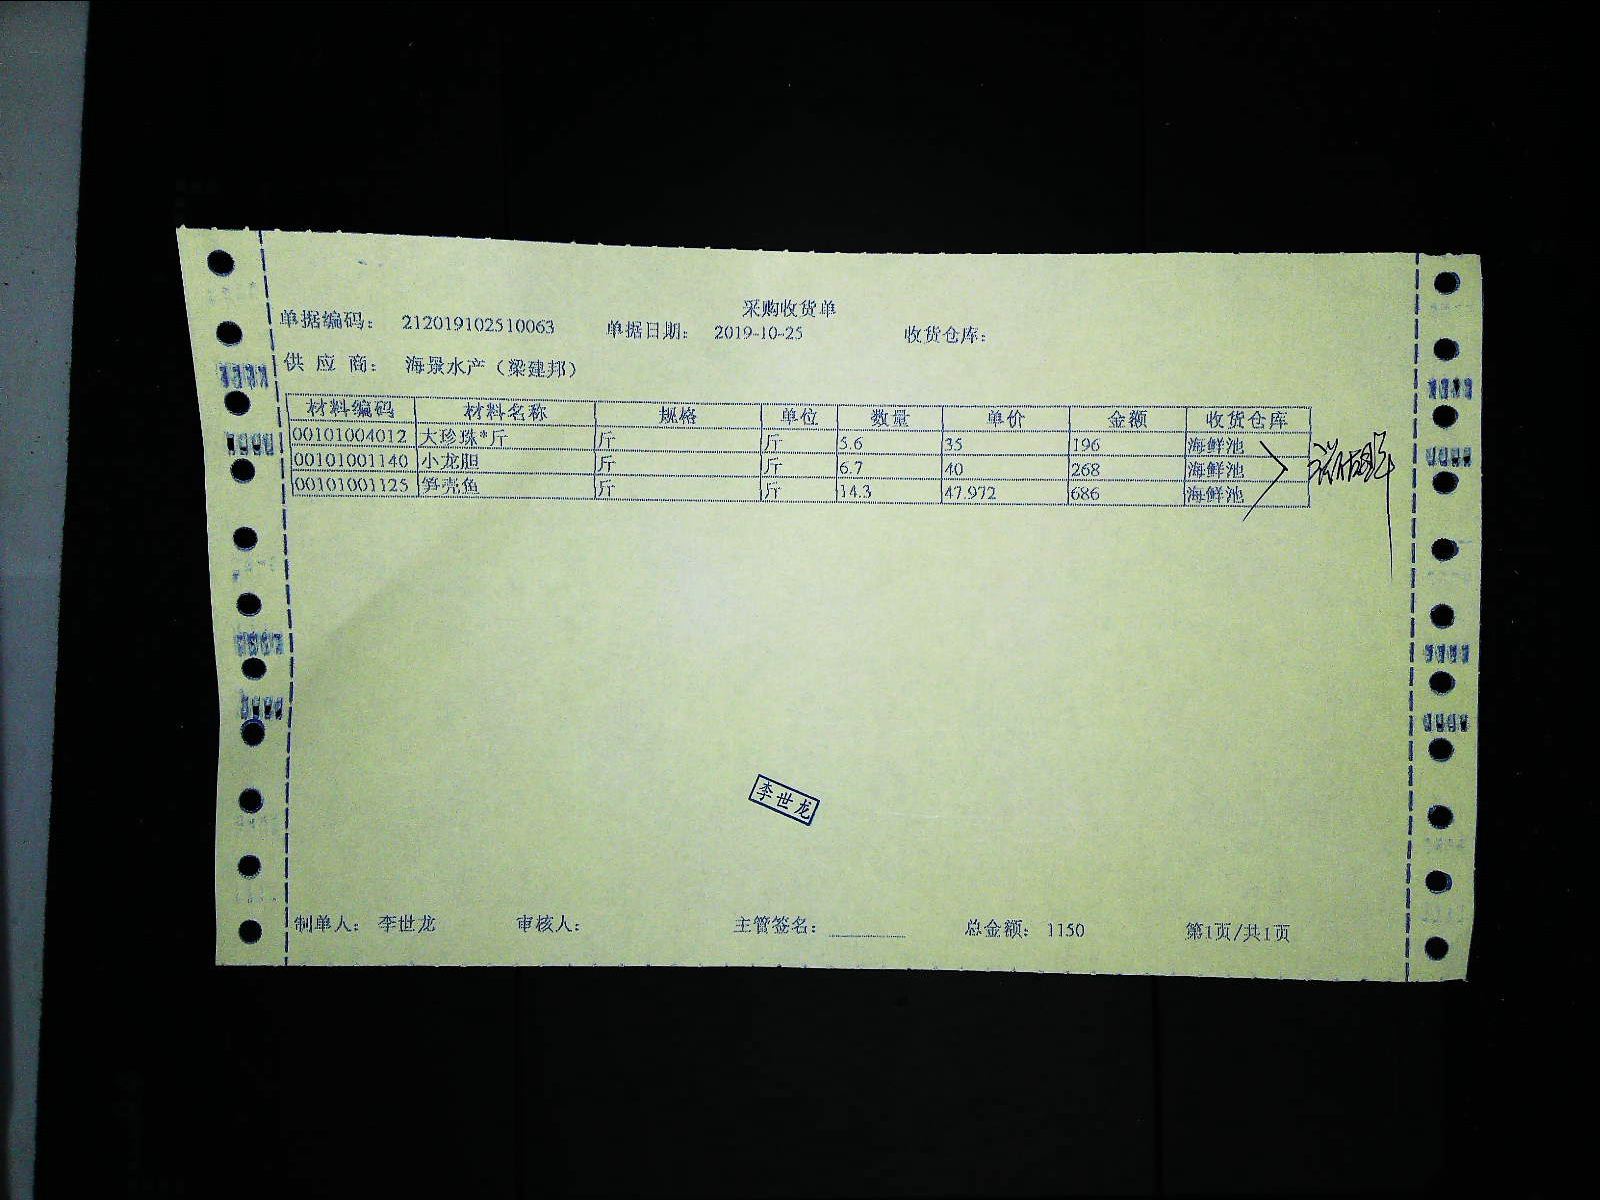 采购收货单
单据编码： 212019102510063 单据日期： 2019-10-25 收货仓库：
供 应 商： 海景水产（梁建邦）
材料编码 材料名称 规格 单位 数量 单价 金额 收货仓库
00101004012 大珍珠*斤 斤 斤 5.6 35 196 海鲜池
00101001140 小龙胆 斤 斤 6.7 40 268 海鲜池
00101001125 笋壳鱼 斤 斤 14.3 47.972 686 海鲜池
李世龙
制单人： 李世龙 审核人： 主管签名： 总金额： 1150 第1页/共1页